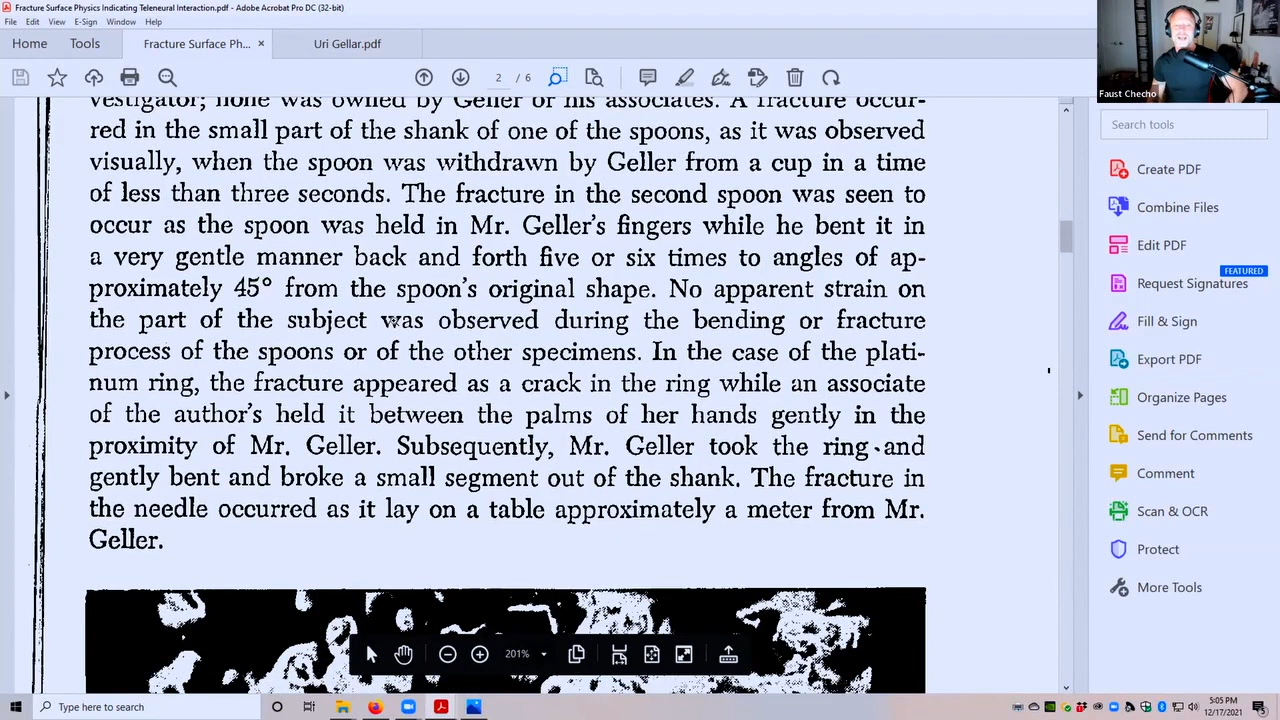 Fracture Surface Physics Indicating Teleneural Interaction.pdf - Adobe Acrobat Pro DC (32-bit)
File Edit View E-Sign Window Help
Home Tools Fracture Surface Ph... × Uri Gellar.pdf
2 / 6
Faust Checho
Search tools
vestigator; none was owned by Geller or his associates. A fracture occur-
red in the small part of the shank of one of the spoons, as it was observed
visually, when the spoon was withdrawn by Geller from a cup in a time
of less than three seconds. The fracture in the second spoon was seen to
occur as the spoon was held in Mr. Geller's fingers while he bent it in
a very gentle manner back and forth five or six times to angles of ap-
proximately 45° from the spoon's original shape. No apparent strain on
the part of the subject was observed during the bending or fracture
process of the spoons or of the other specimens. In the case of the plati-
num ring, the fracture appeared as a crack in the ring while an associate
of the author's held it between the palms of her hands gently in the
proximity of Mr. Geller. Subsequently, Mr. Geller took the ring and
gently bent and broke a small segment out of the shank. The fracture in
the needle occurred as it lay on a table approximately a meter from Mr.
Geller.
201%
Create PDF
Combine Files
Edit PDF
FEATURED
Request Signatures
Fill & Sign
Export PDF
Organize Pages
Send for Comments
Comment
Scan & OCR
Protect
More Tools
Type here to search
5:05 PM
12/17/2021